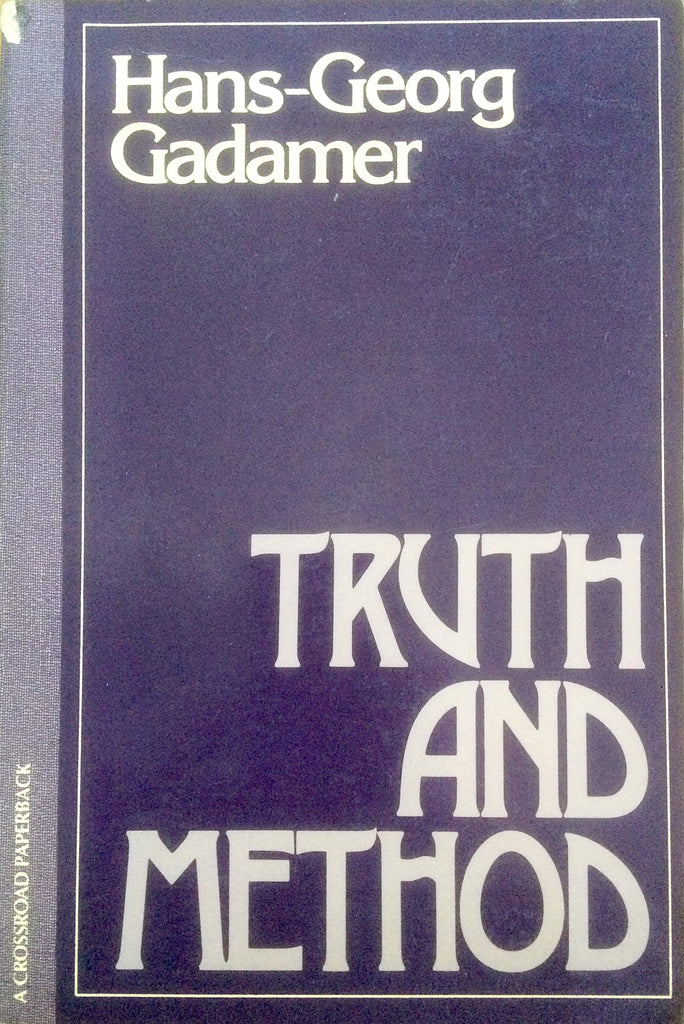 Hans-Georg
Gadamer
TRUTH
AND
METHOD
A CROSSROAD PAPERBACK